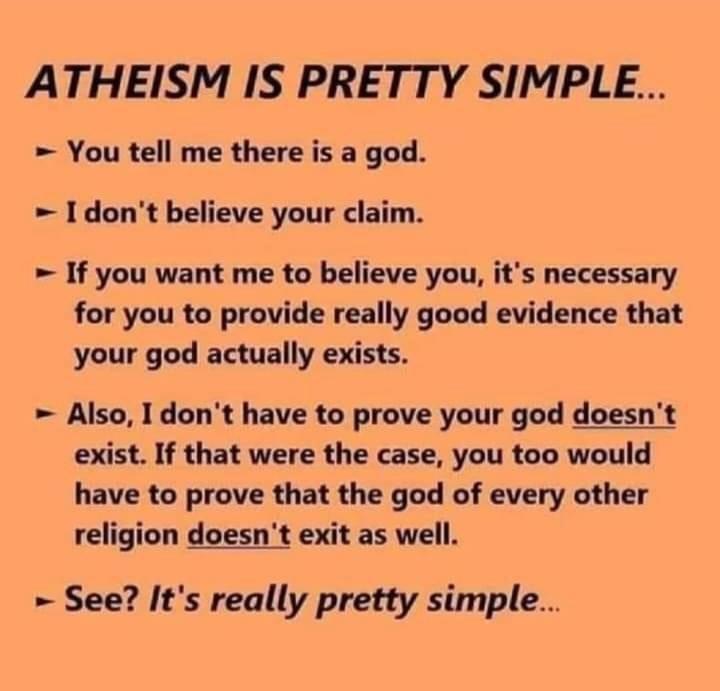 ATHEISM IS PRETTY SIMPLE...
► You tell me there is a god.
► I don't believe your claim.
► If you want me to believe you, it's necessary
for you to provide really good evidence that
your god actually exists.
► Also, I don't have to prove your god doesn't
exist. If that were the case, you too would
have to prove that the god of every other
religion doesn't exit as well.
► See? It's really pretty simple...